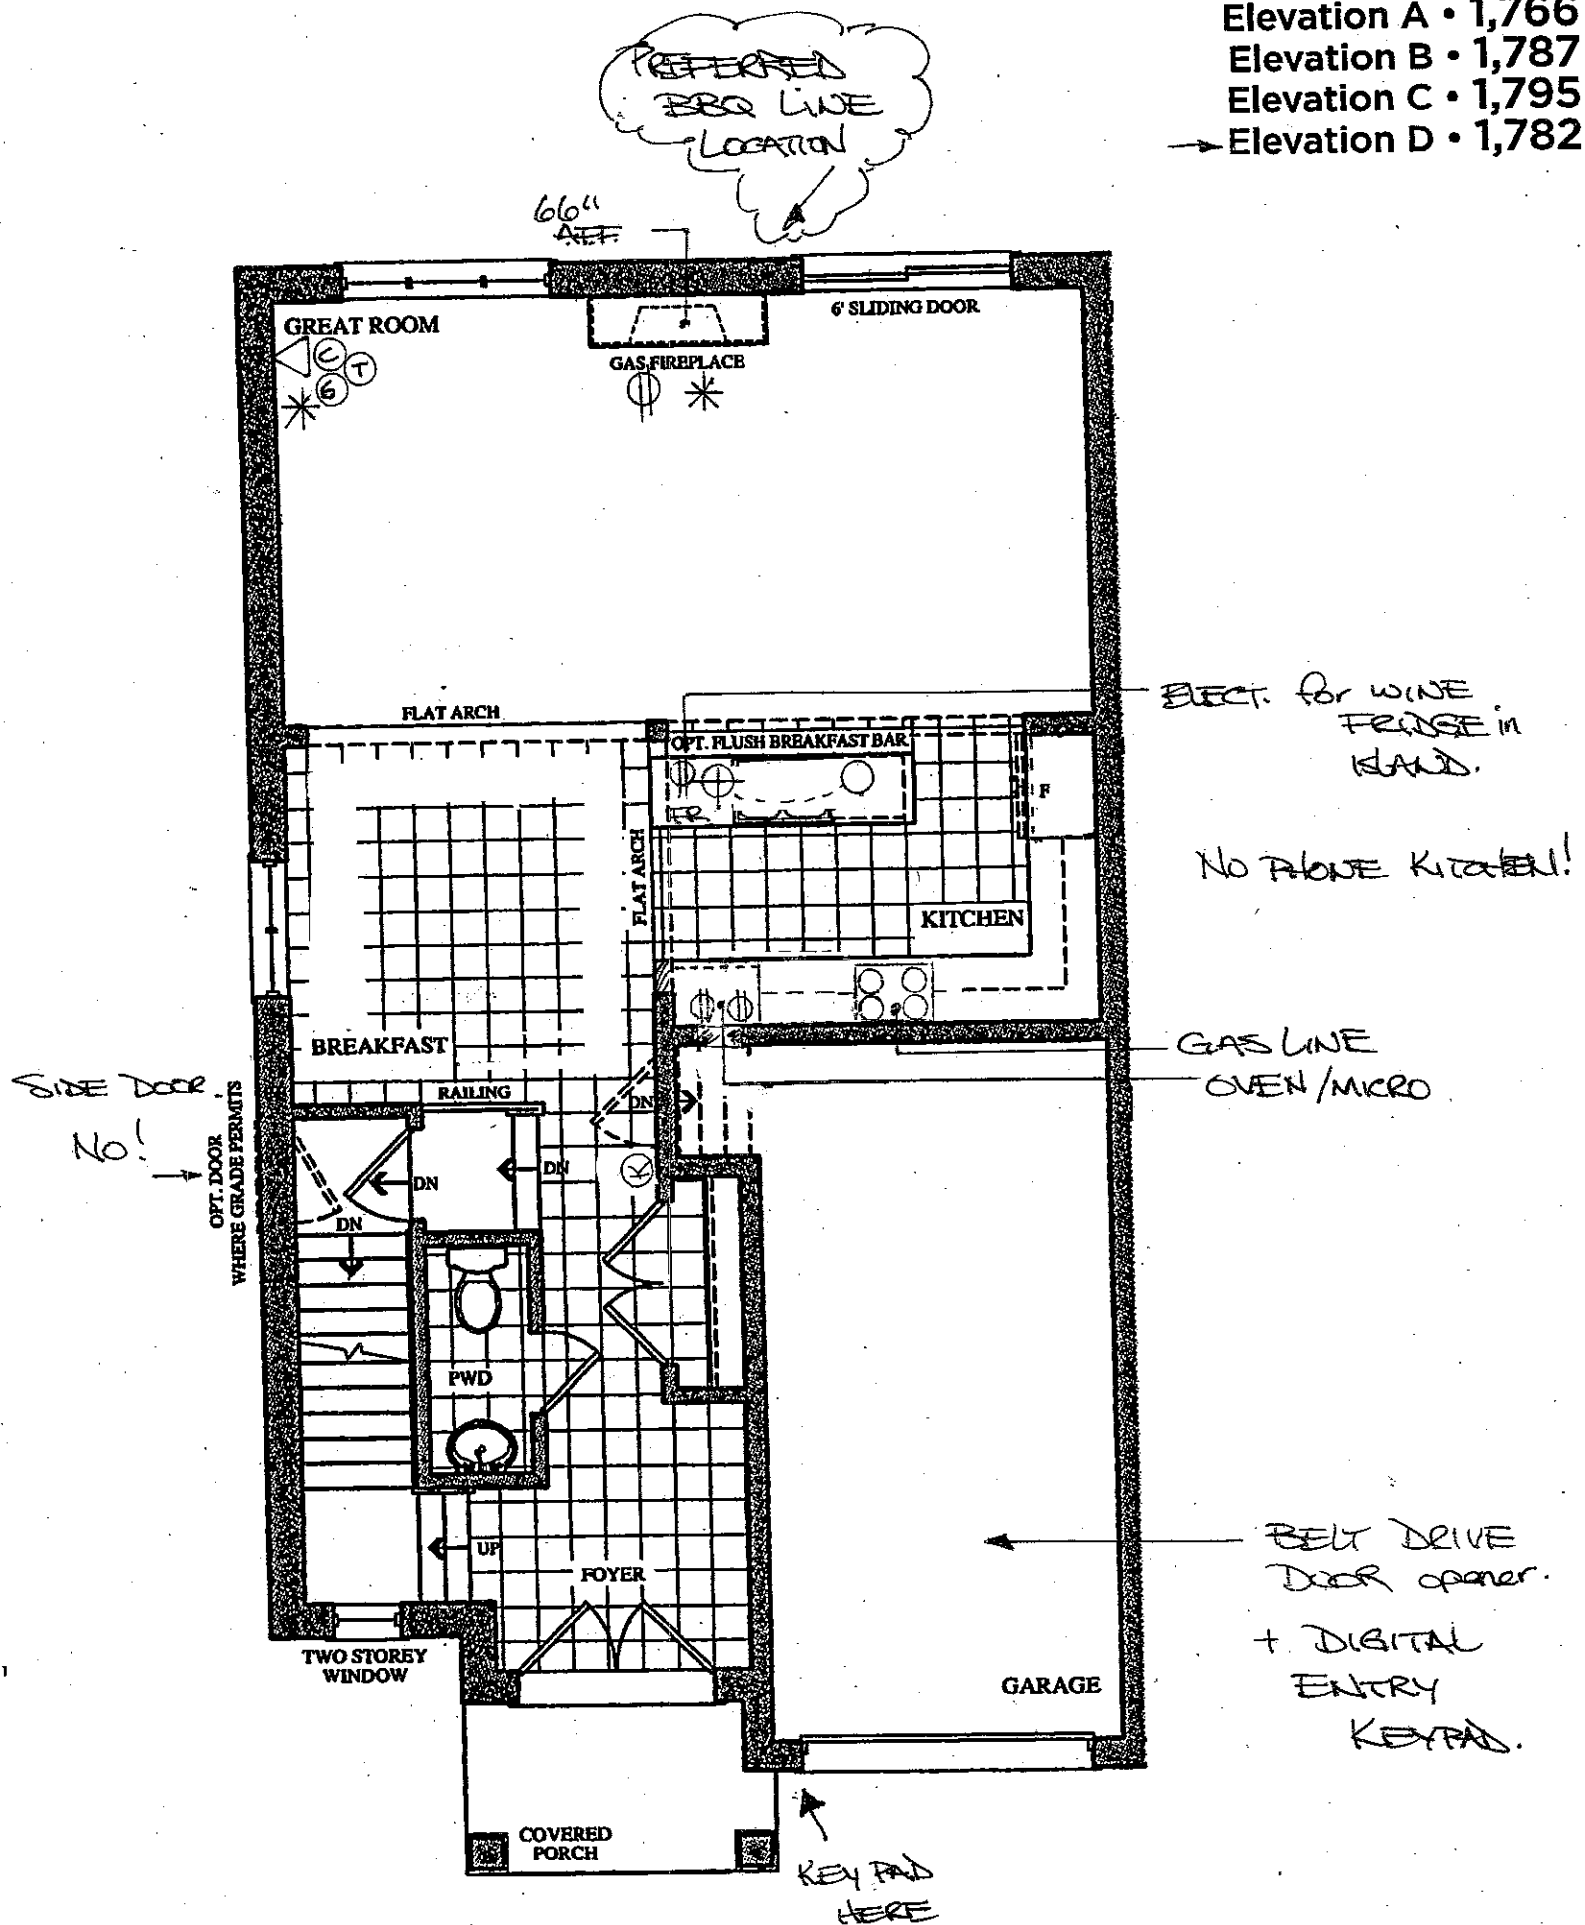 Elevation A • 1,766
Elevation B • 1,787
Elevation C • 1,795
Elevation D • 1,782
PREFERRED
BBQ LINE
LOCATION
66"
AFF.
GREAT ROOM
C
T
6
GAS FIREPLACE
6' SLIDING DOOR
FLAT ARCH
OPT. FLUSH BREAKFAST BAR
FR
F
FLAT ARCH
KITCHEN
ELECT. for WINE
FRIDGE in
ISLAND.
NO PHONE KITCHEN!
BREAKFAST
RAILING
GAS LINE
OVEN/MICRO
SIDE DOOR.
NO!
OPT. DOOR
WHERE GRADE PERMITS
DN
DN
DN
DN
K
PWD
UP
FOYER
TWO STOREY
WINDOW
BELT DRIVE
DOOR opener.
+ DIGITAL
ENTRY
KEYPAD.
GARAGE
COVERED
PORCH
KEY PAD
HERE